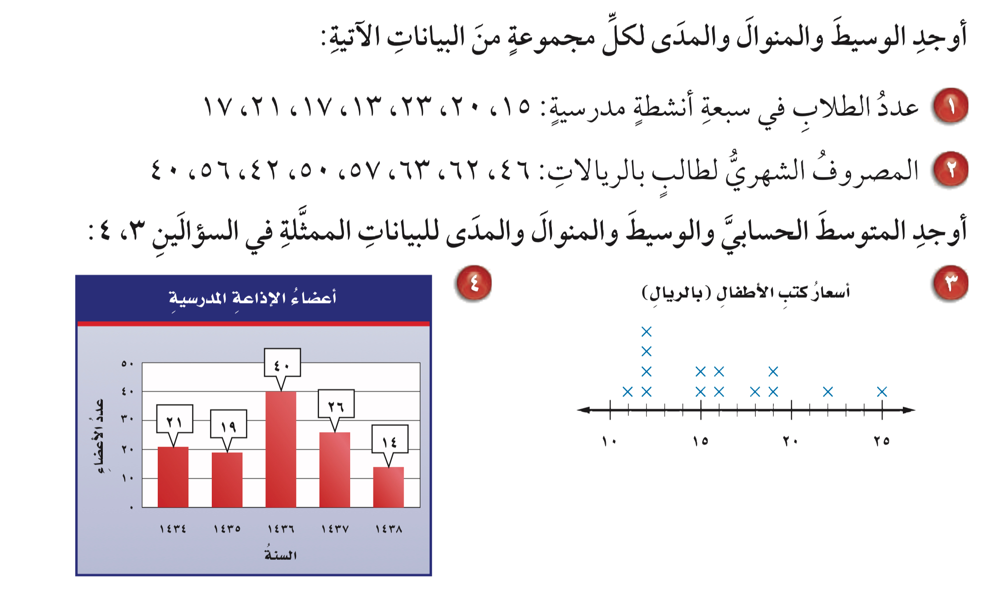 أوجدِ الوسيطَ والمنوالَ والمدَى لكلِّ مجموعةٍ منَ البياناتِ الآتيةِ:
١ عددُ الطلابِ في سبعةِ أنشطةٍ مدرسيةٍ: ١٥، ٢٠، ٢٣، ١٣، ١٧، ٢١، ١٧
٢ المصروفُ الشهريُّ لطالبٍ بالريالاتِ: ٤٦، ٦٢، ٦٣، ٥٧، ٥٠، ٤٢، ٥٦، ٤٠
أوجدِ المتوسطَ الحسابيَّ والوسيطَ والمنوالَ والمدَى للبياناتِ الممثَّلةِ في السؤالَينِ ٣، ٤:
٣
أسعارُ كتبِ الأطفالِ (بالريالِ)
١٠ ١٥ ٢٠ ٢٥
٤
أعضاءُ الإذاعةِ المدرسيةِ
عددُ الأعضاءِ
٥٠
٤٠
٣٠
٢٠
١٠
٠
٢١
١٩
٤٠
٢٦
١٤
١٤٣٤ ١٤٣٥ ١٤٣٦ ١٤٣٧ ١٤٣٨
السنةُ